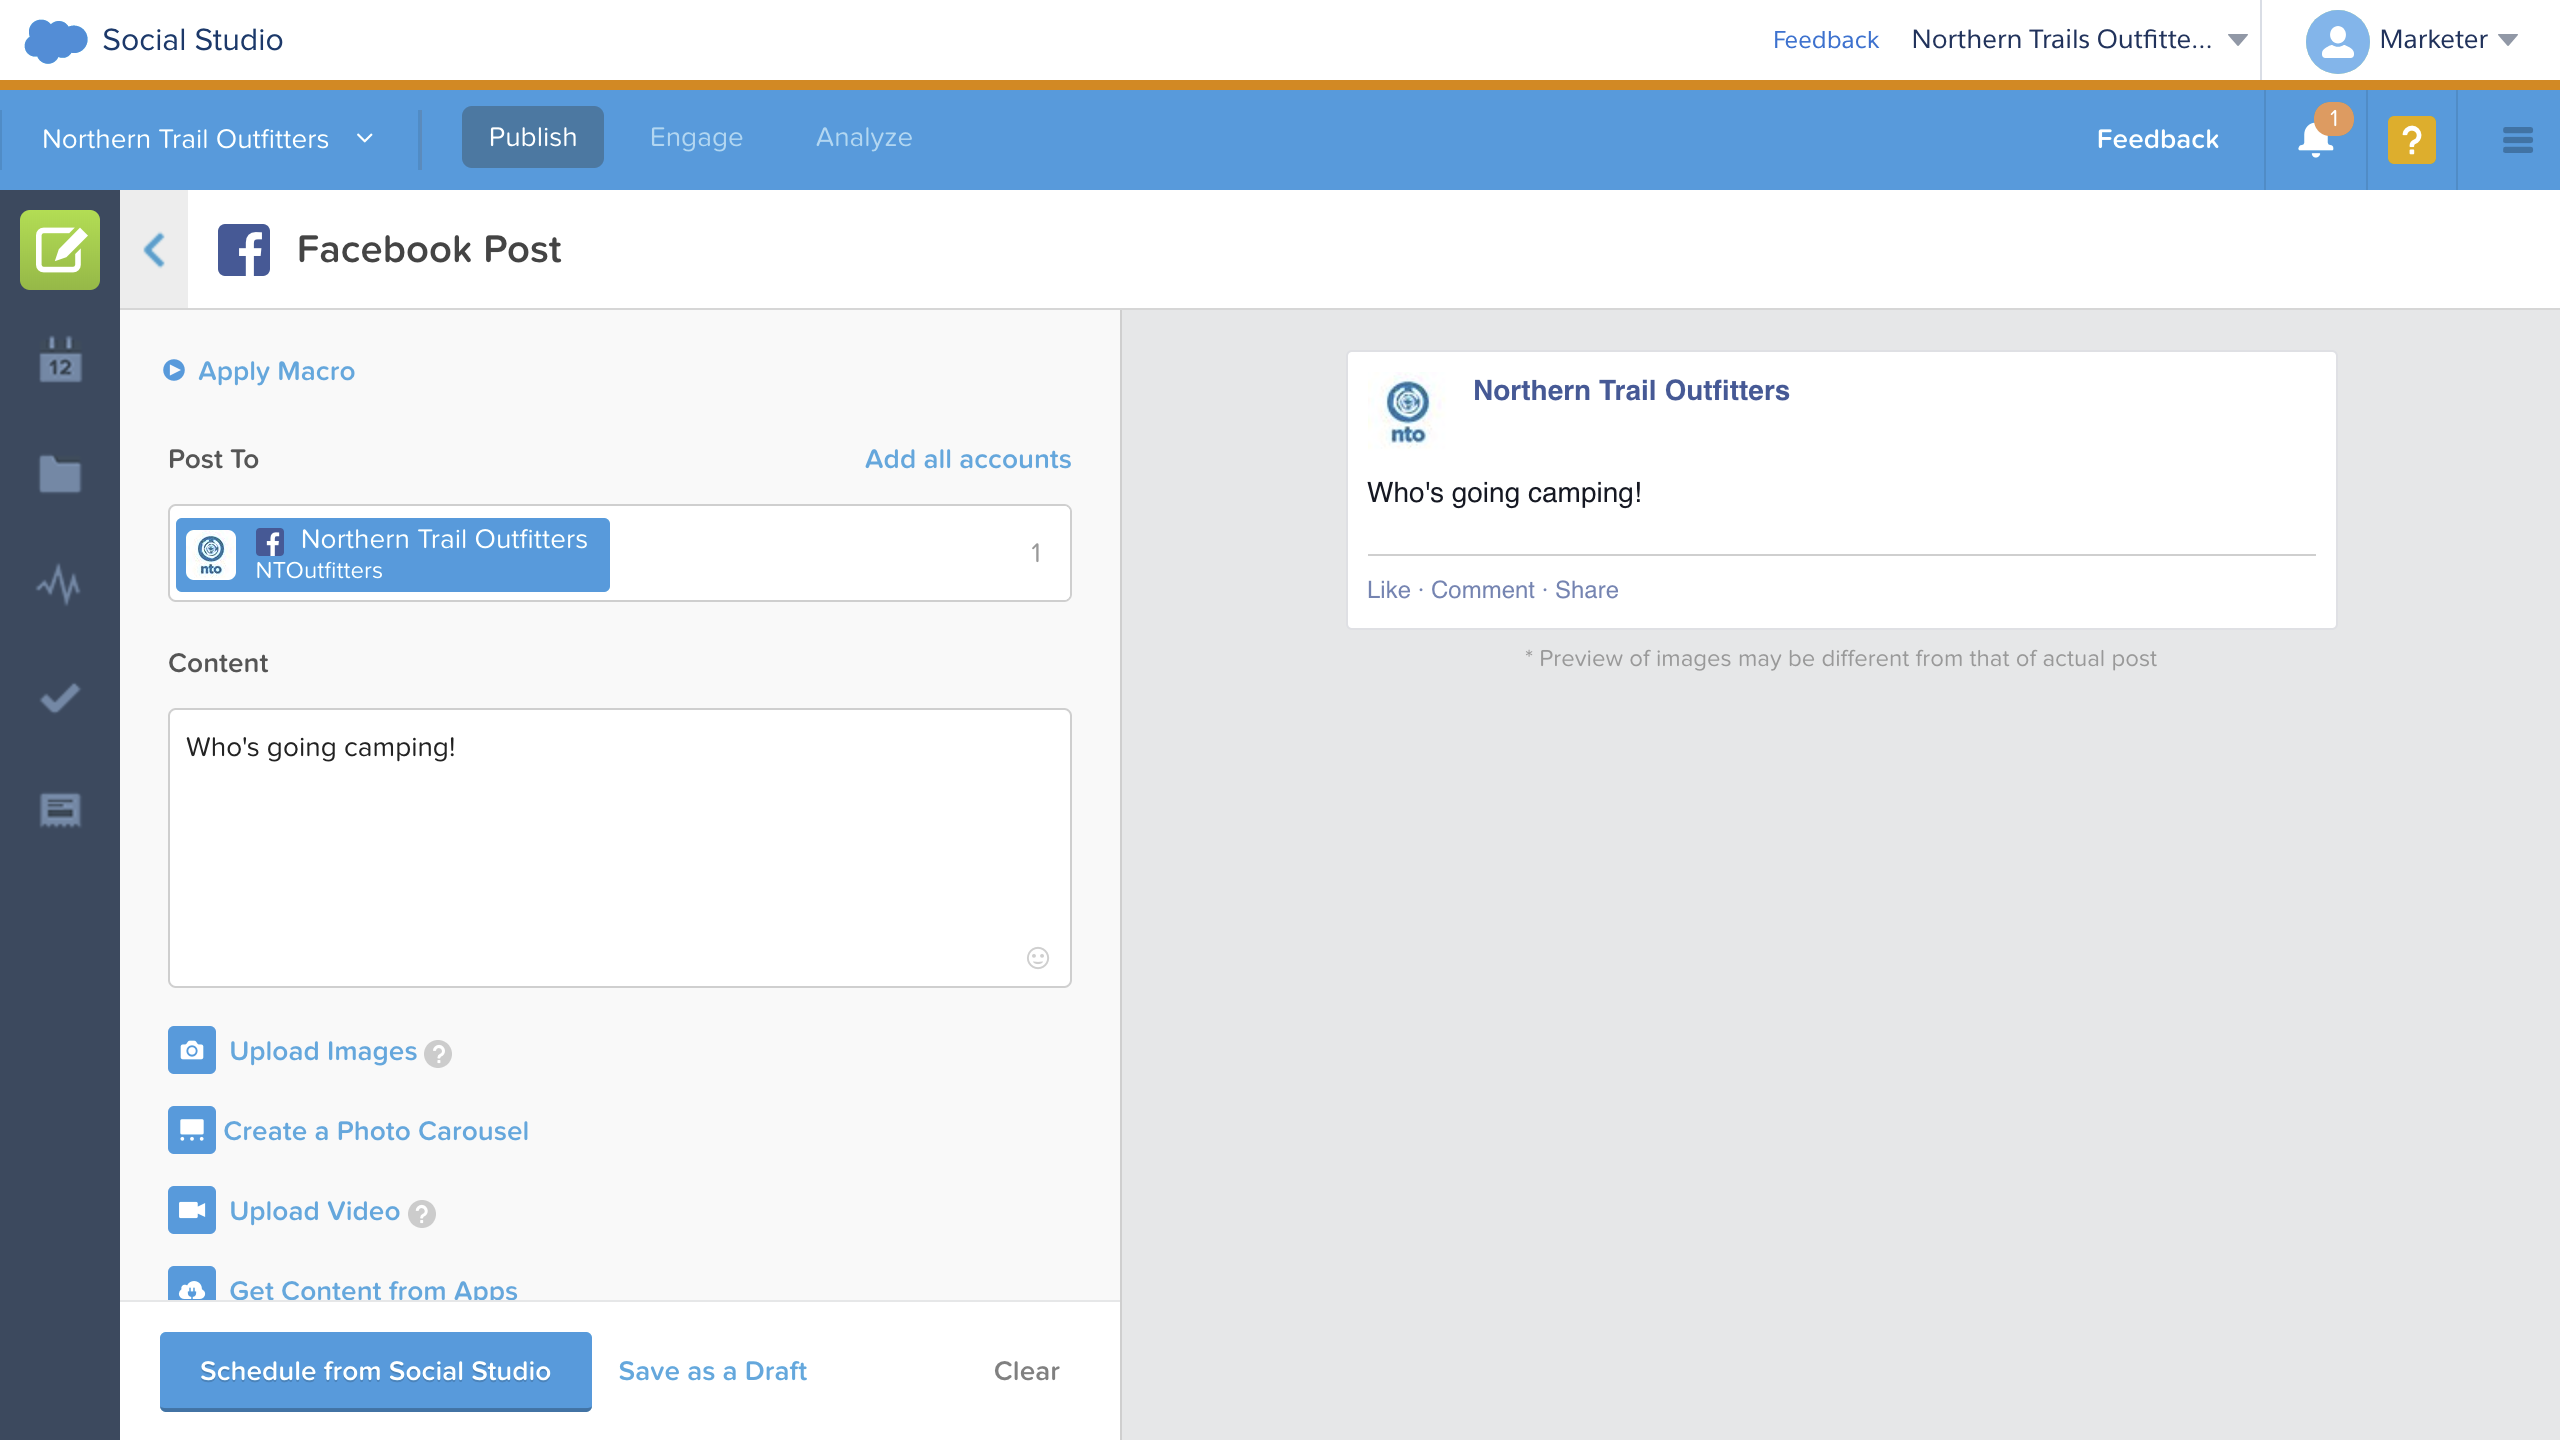 Social Studio
Feedback
Northern Trails Outfitte...
Marketer
Northern Trail Outfitters
Publish
Engage
Analyze
Feedback
1
?
Facebook Post
12
Apply Macro
Post To
Add all accounts
nto
Northern Trail Outfitters
NTOutfitters
1
Content
Who's going camping!
Upload Images ?
Create a Photo Carousel
Upload Video ?
Get Content from Apps
Schedule from Social Studio
Save as a Draft
Clear
nto
Northern Trail Outfitters
Who's going camping!
Like · Comment · Share
* Preview of images may be different from that of actual post